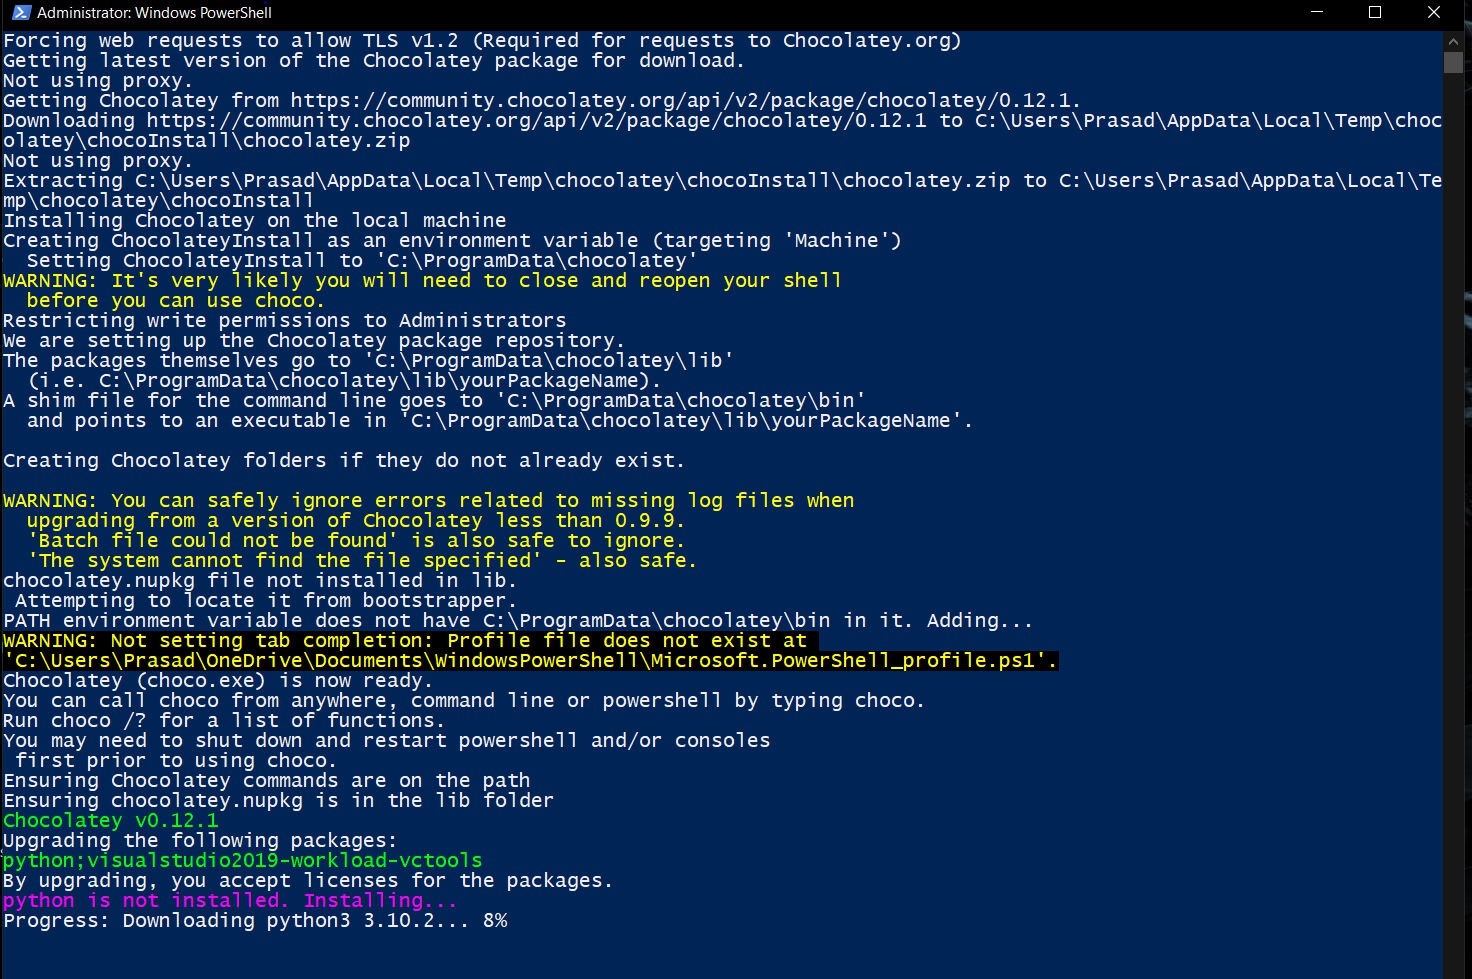 Administrator: Windows PowerShell
Forcing web requests to allow TLS v1.2 (Required for requests to Chocolatey.org)
Getting latest version of the Chocolatey package for download.
Not using proxy.
Getting Chocolatey from https://community.chocolatey.org/api/v2/package/chocolatey/0.12.1.
Downloading https://community.chocolatey.org/api/v2/package/chocolatey/0.12.1 to C:\Users\Prasad\AppData\Local\Temp\choc
olatey\chocoInstall\chocolatey.zip
Not using proxy.
Extracting C:\Users\Prasad\AppData\Local\Temp\chocolatey\chocoInstall\chocolatey.zip to C:\Users\Prasad\AppData\Local\Te
mp\chocolatey\chocoInstall
Installing Chocolatey on the local machine
Creating ChocolateyInstall as an environment variable (targeting 'Machine')
  Setting ChocolateyInstall to 'C:\ProgramData\chocolatey'
WARNING: It's very likely you will need to close and reopen your shell
  before you can use choco.
Restricting write permissions to Administrators
We are setting up the Chocolatey package repository.
The packages themselves go to 'C:\ProgramData\chocolatey\lib'
  (i.e. C:\ProgramData\chocolatey\lib\yourPackageName).
A shim file for the command line goes to 'C:\ProgramData\chocolatey\bin'
  and points to an executable in 'C:\ProgramData\chocolatey\lib\yourPackageName'.

Creating Chocolatey folders if they do not already exist.

WARNING: You can safely ignore errors related to missing log files when
  upgrading from a version of Chocolatey less than 0.9.9.
  'Batch file could not be found' is also safe to ignore.
  'The system cannot find the file specified' - also safe.
chocolatey.nupkg file not installed in lib.
 Attempting to locate it from bootstrapper.
PATH environment variable does not have C:\ProgramData\chocolatey\bin in it. Adding...
WARNING: Not setting tab completion: Profile file does not exist at
'C:\Users\Prasad\OneDrive\Documents\WindowsPowerShell\Microsoft.PowerShell_profile.ps1'.
Chocolatey (choco.exe) is now ready.
You can call choco from anywhere, command line or powershell by typing choco.
Run choco /? for a list of functions.
You may need to shut down and restart powershell and/or consoles
 first prior to using choco.
Ensuring Chocolatey commands are on the path
Ensuring chocolatey.nupkg is in the lib folder
Chocolatey v0.12.1
Upgrading the following packages:
python;visualstudio2019-workload-vctools
By upgrading, you accept licenses for the packages.
python is not installed. Installing...
Progress: Downloading python3 3.10.2... 8%